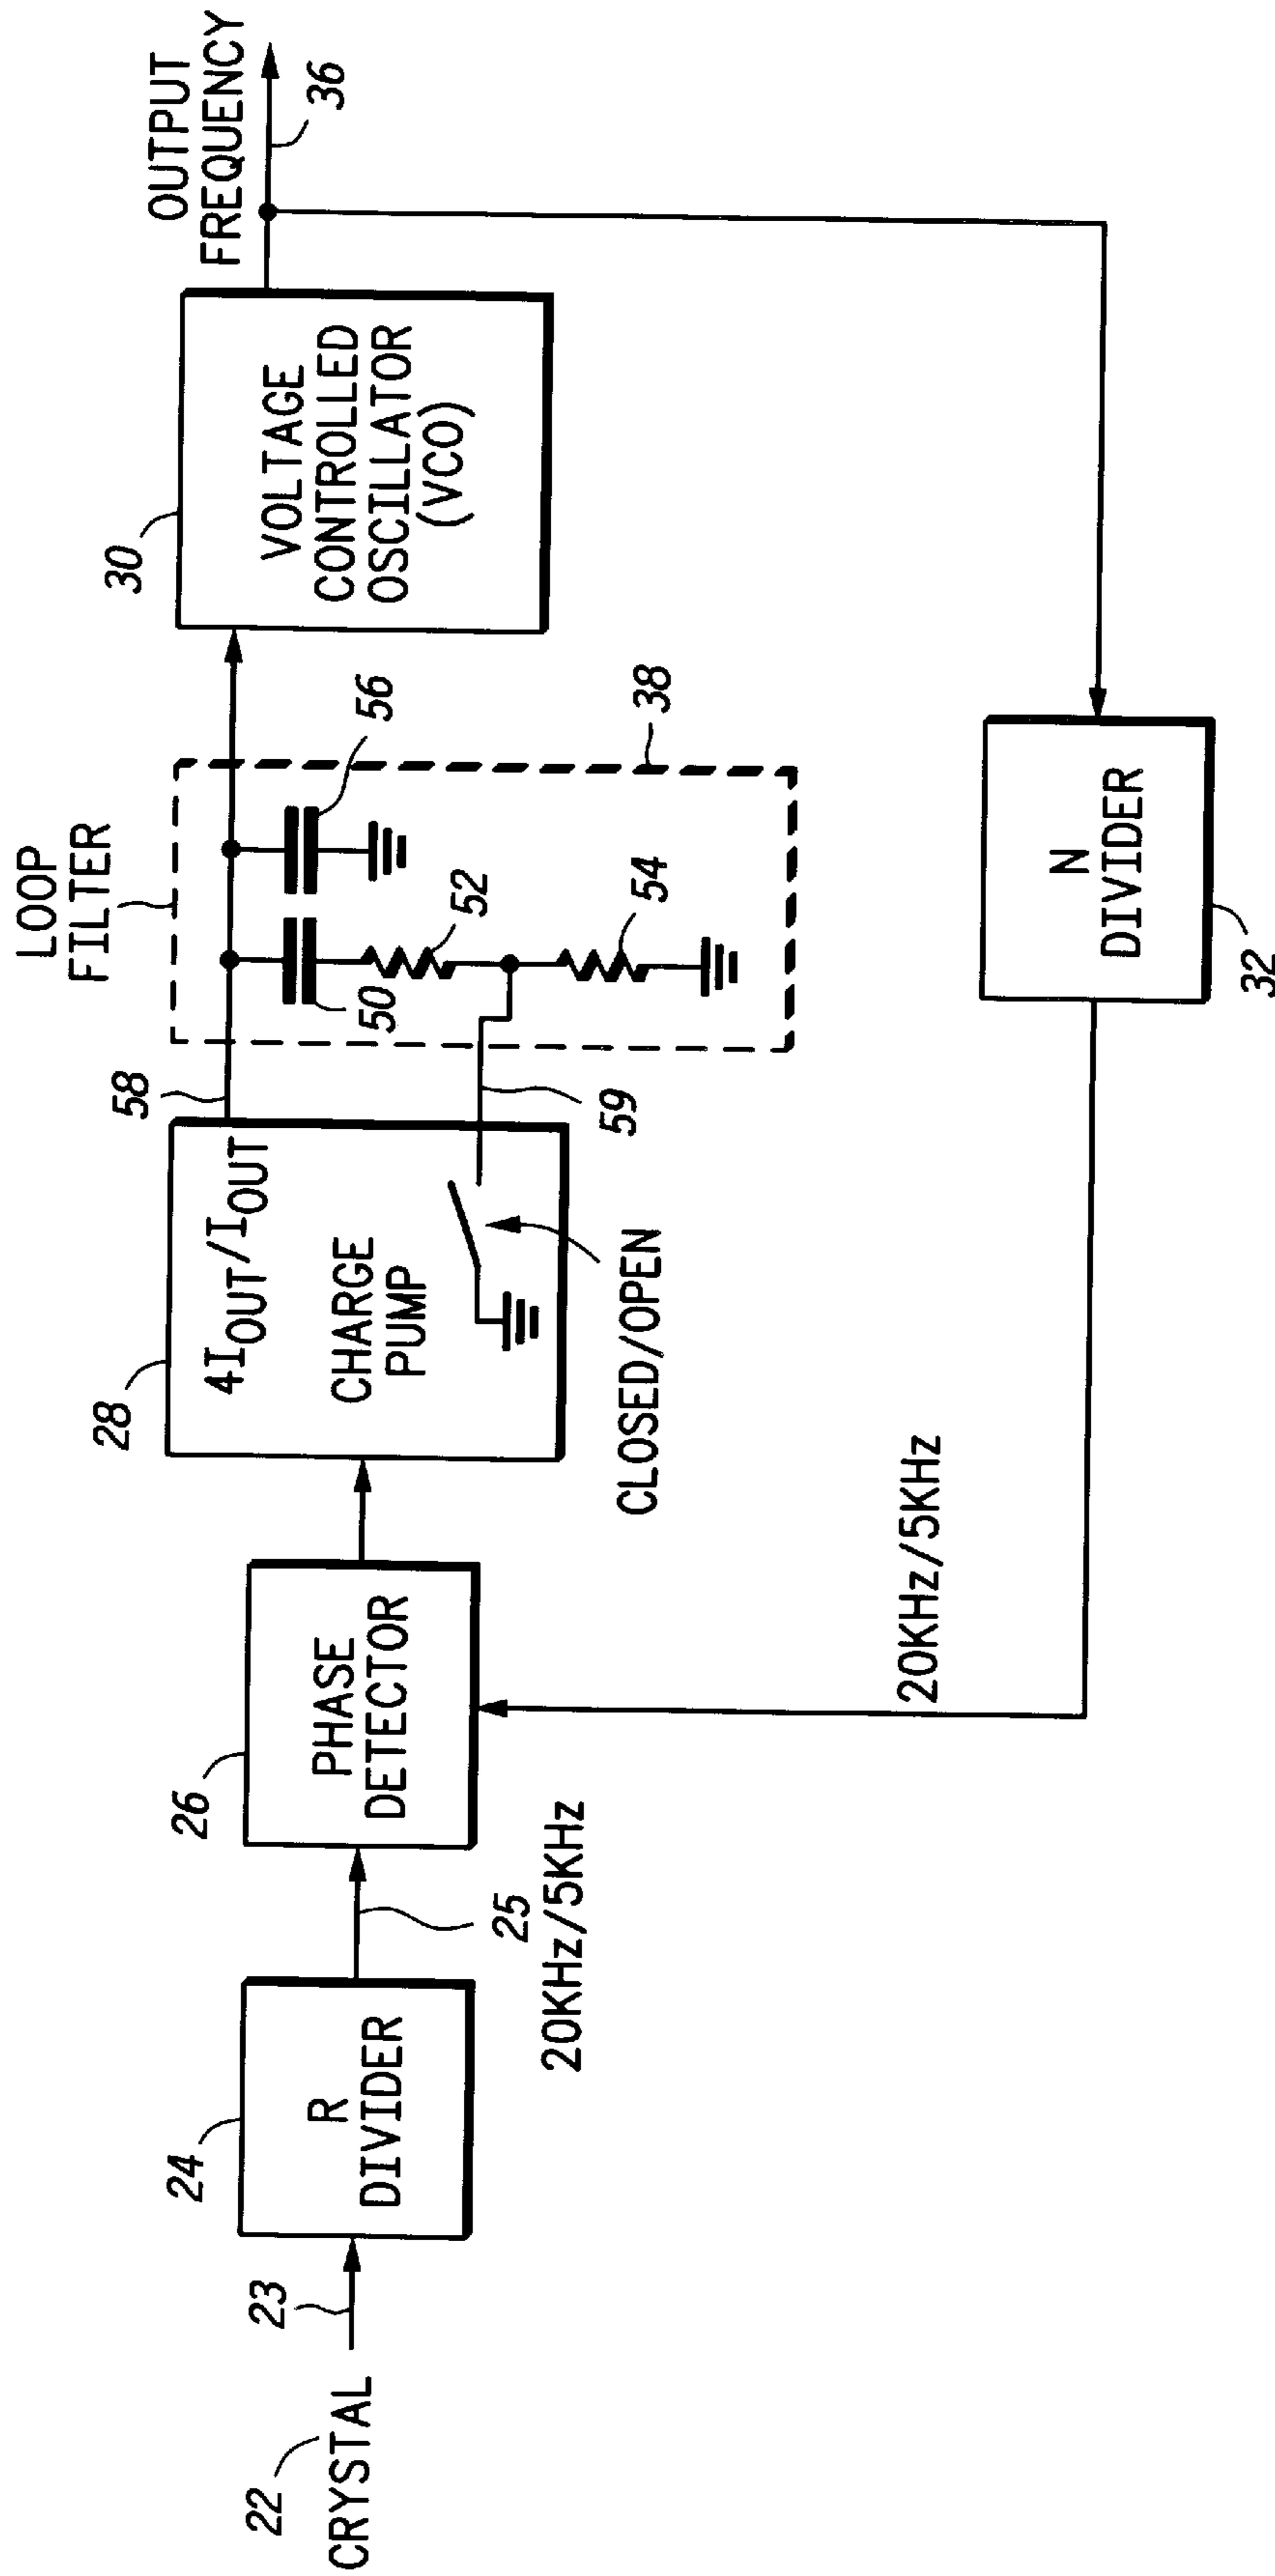 22
CRYSTAL
23
24
R
DIVIDER
25
20KHz/5KHz
26
PHASE
DETECTOR
28
4IOUT/IOUT
CHARGE
PUMP
CLOSED/OPEN
58
59
LOOP
FILTER
50
52
54
56
38
30
VOLTAGE
CONTROLLED
OSCILLATOR
(VCO)
OUTPUT
FREQUENCY
36
N
DIVIDER
32
20KHz/5KHz